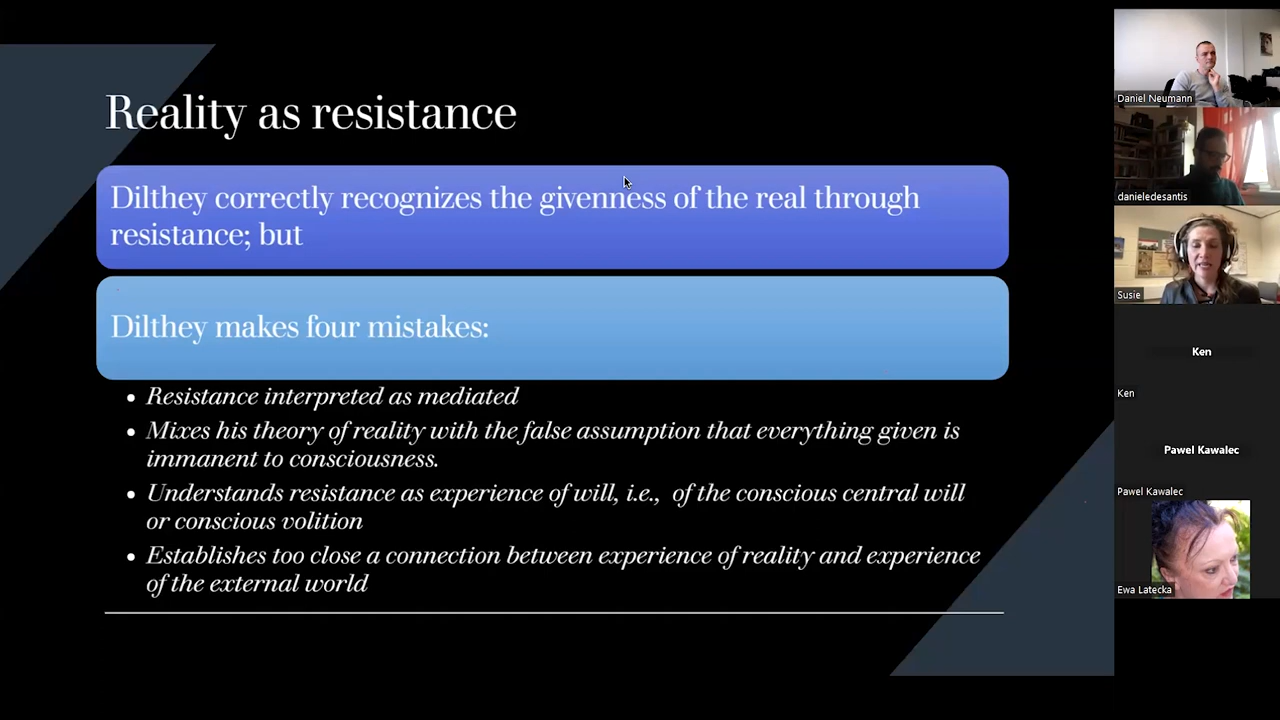 Reality as resistance
Dilthey correctly recognizes the givenness of the real through
resistance; but
Dilthey makes four mistakes:
• Resistance interpreted as mediated
• Mixes his theory of reality with the false assumption that everything given is
immanent to consciousness.
• Understands resistance as experience of will, i.e., of the conscious central will
or conscious volition
• Establishes too close a connection between experience of reality and experience
of the external world
Daniel Neumann
danieledesantis
Susie
Ken
Ken
Pawel Kawalec
Pawel Kawalec
Ewa Latecka